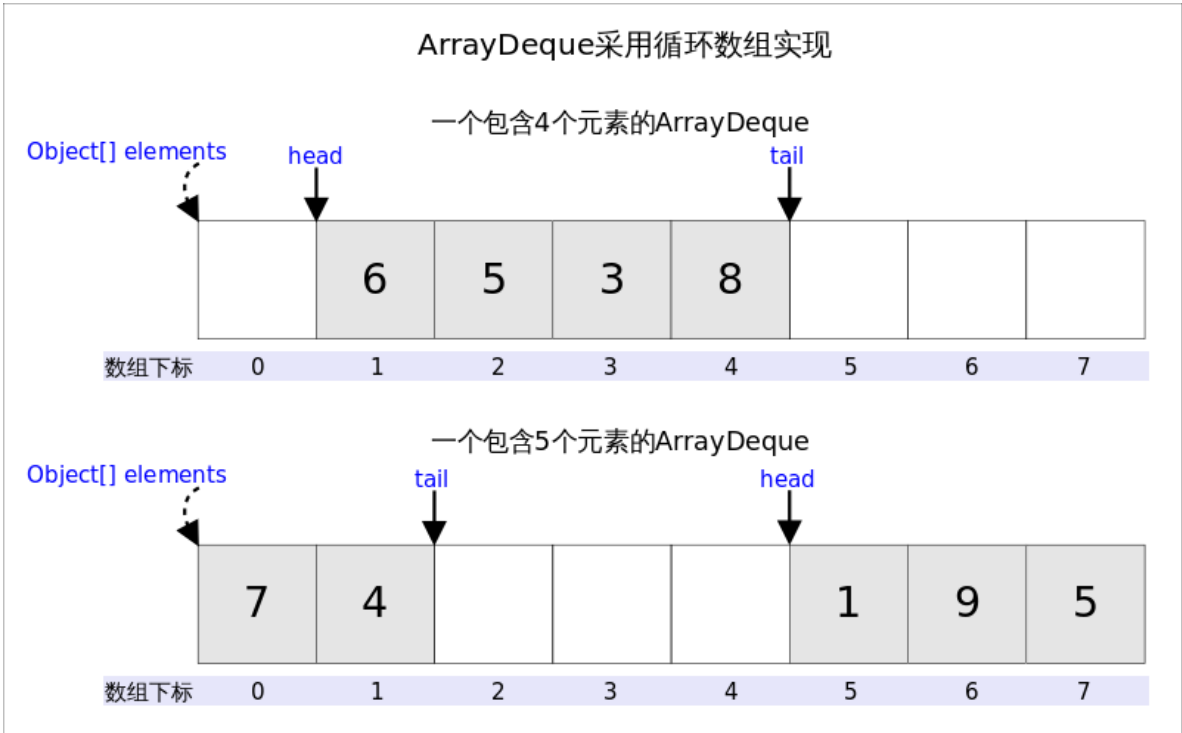 ArrayDeque采用循环数组实现
一个包含4个元素的ArrayDeque
Object[] elements head tail
6 5 3 8
数组下标 0 1 2 3 4 5 6 7
一个包含5个元素的ArrayDeque
Object[] elements tail head
7 4 1 9 5
数组下标 0 1 2 3 4 5 6 7